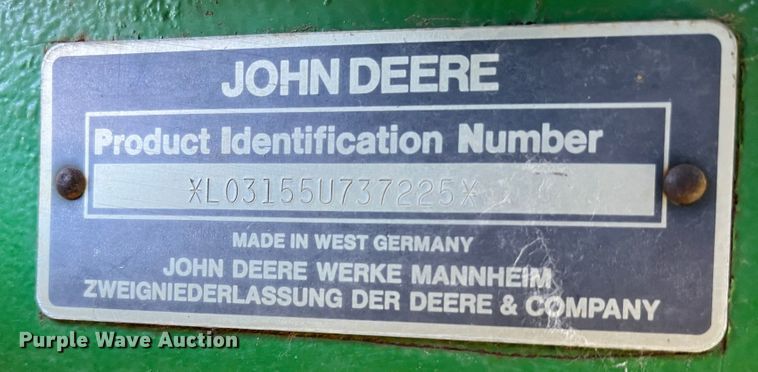 JOHN DEERE
Product Identification Number
*L03155U737225*
MADE IN WEST GERMANY
JOHN DEERE WERKE MANNHEIM
ZWEIGNIEDERLASSUNG DER DEERE & COMPANY
Purple Wave Auction